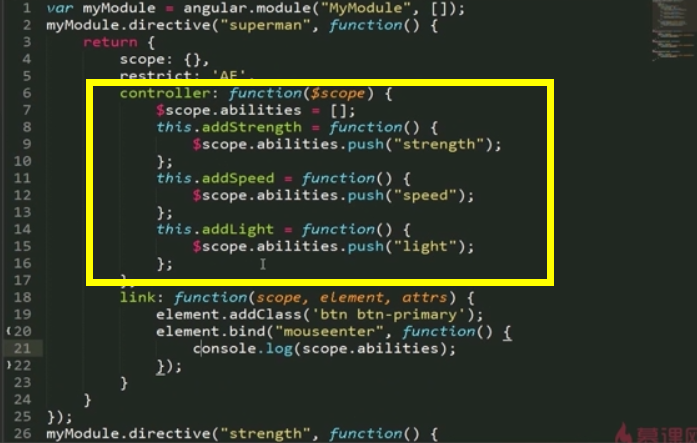 1 var myModule = angular.module("MyModule", []);
2 myModule.directive("superman", function() {
3 return {
4 scope: {},
5 restrict: 'AE',
6 controller: function($scope) {
7 $scope.abilities = [];
8 this.addStrength = function() {
9 $scope.abilities.push("strength");
10 };
11 this.addSpeed = function() {
12 $scope.abilities.push("speed");
13 };
14 this.addLight = function() {
15 $scope.abilities.push("light");
16 };
17 },
18 link: function(scope, element, attrs) {
19 element.addClass('btn btn-primary');
20 element.bind("mouseenter", function() {
21 console.log(scope.abilities);
22 });
23 }
24 }
25 });
26 myModule.directive("strength", function() {
慕课网